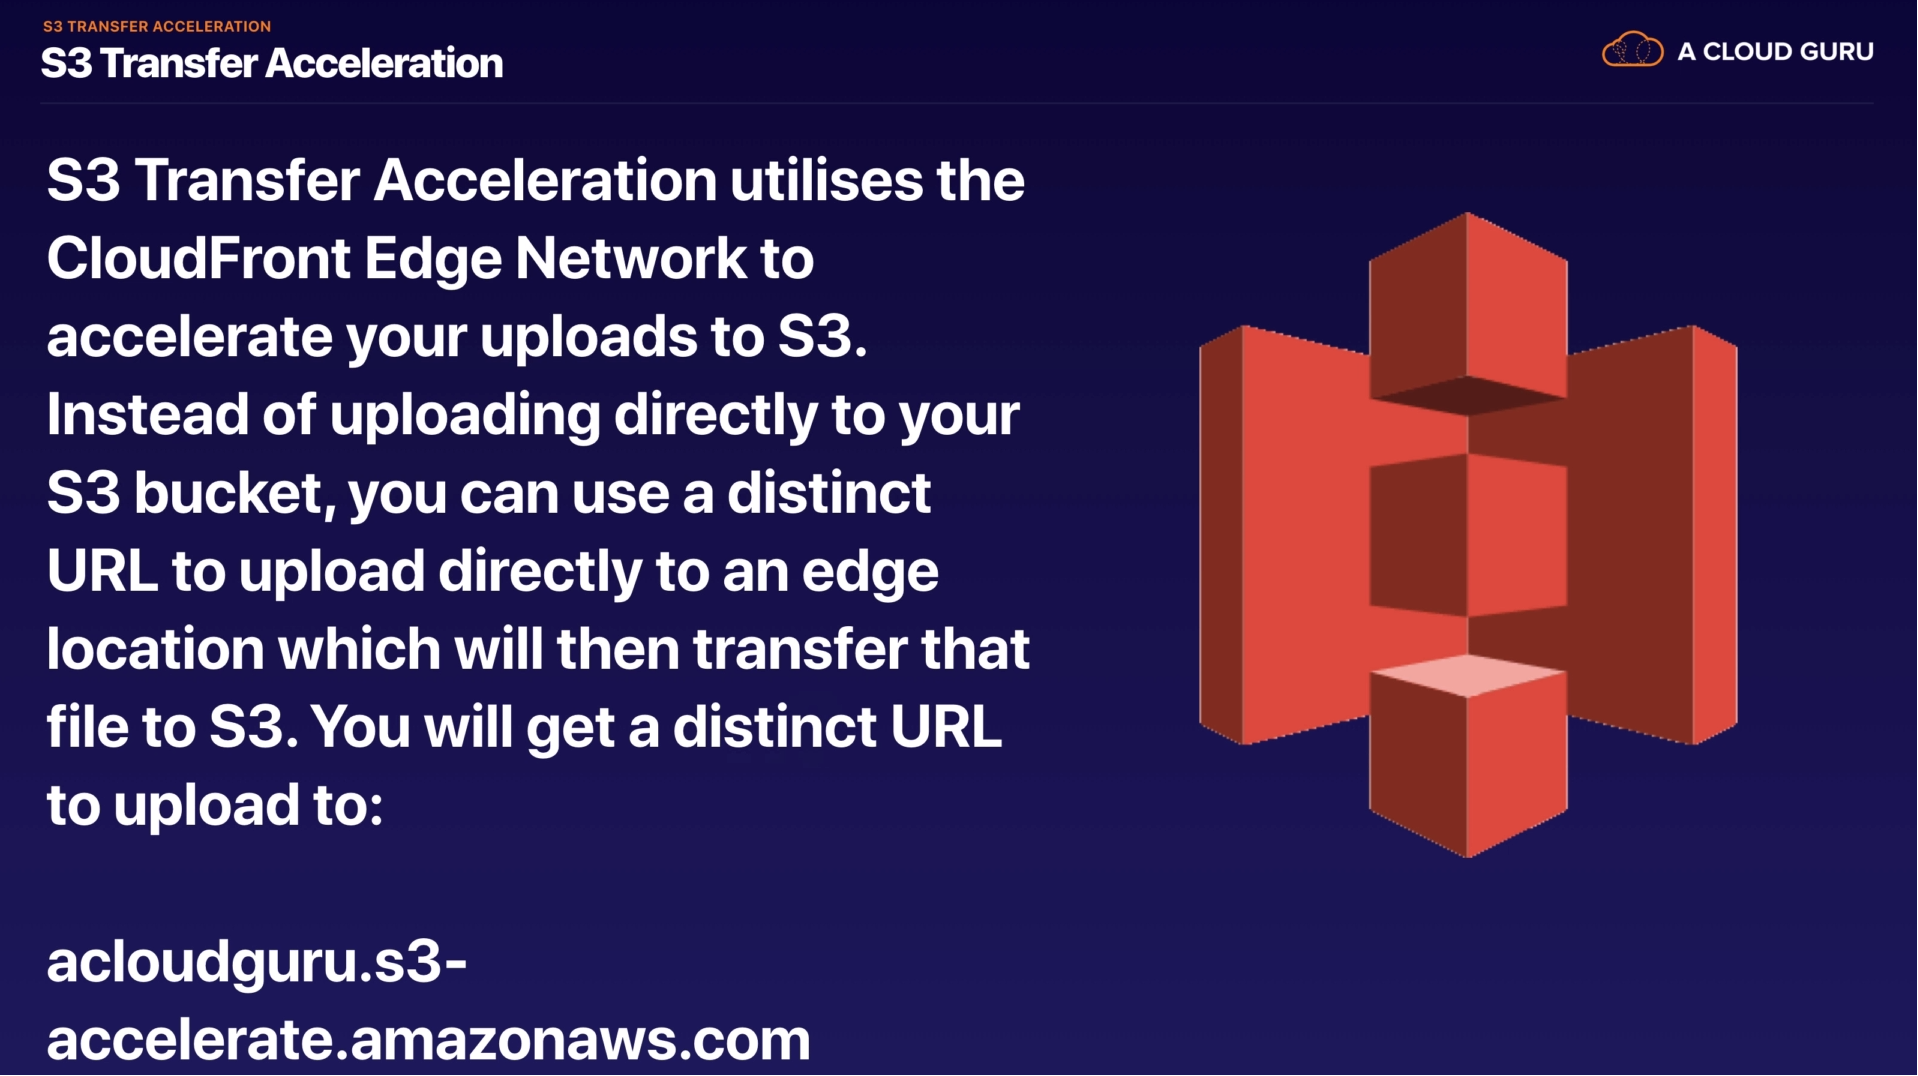 S3 TRANSFER ACCELERATION
S3 Transfer Acceleration
A CLOUD GURU
S3 Transfer Acceleration utilises the
CloudFront Edge Network to
accelerate your uploads to S3.
Instead of uploading directly to your
S3 bucket, you can use a distinct
URL to upload directly to an edge
location which will then transfer that
file to S3. You will get a distinct URL
to upload to:
acloudguru.s3-
accelerate.amazonaws.com